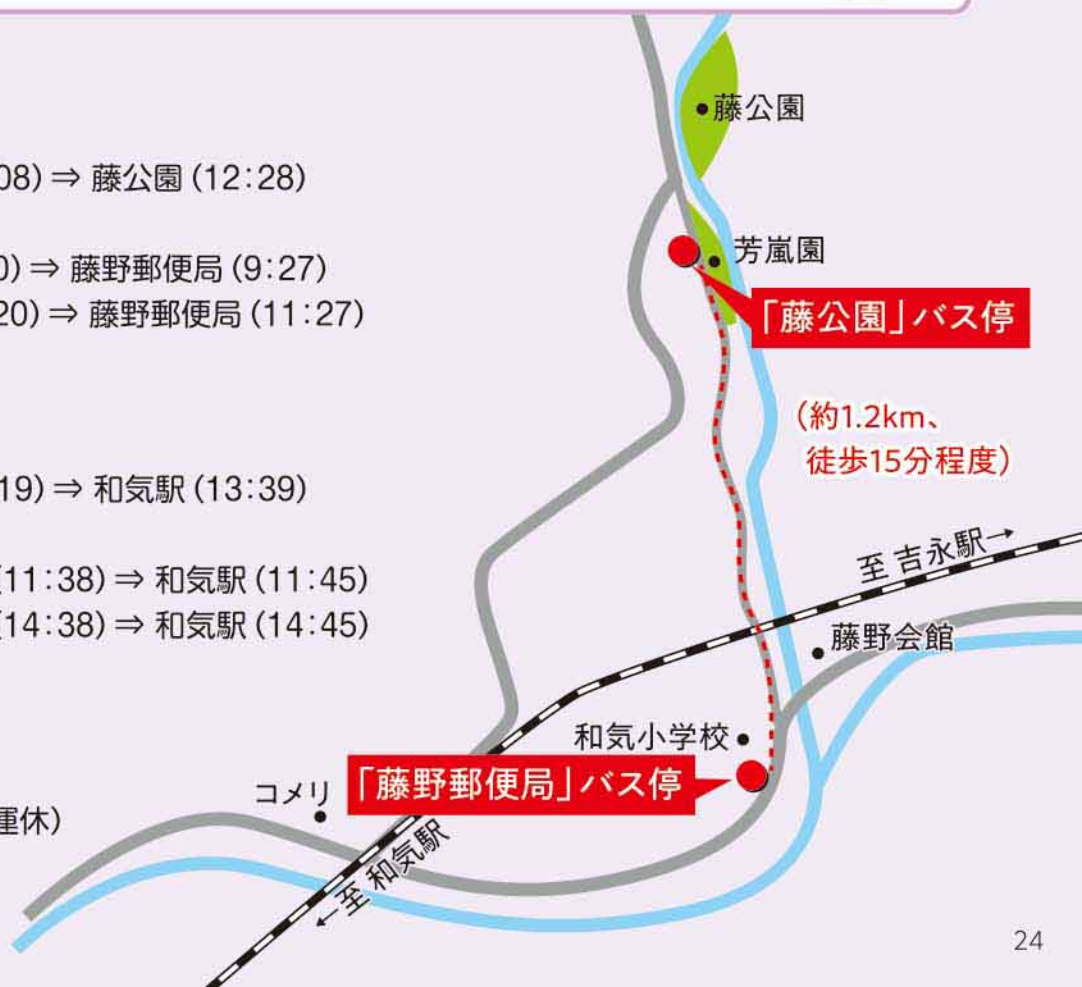 08) ⇒ 藤公園 (12:28)
0) ⇒ 藤野郵便局 (9:27)
20) ⇒ 藤野郵便局 (11:27)
19) ⇒ 和気駅 (13:39)
(11:38) ⇒ 和気駅 (11:45)
(14:38) ⇒ 和気駅 (14:45)
運休)
藤公園
芳嵐園
「藤公園」バス停
(約1.2km、
徒歩15分程度)
至 吉永駅→
藤野会館
和気小学校
「藤野郵便局」バス停
コメリ
←至 和気駅
24